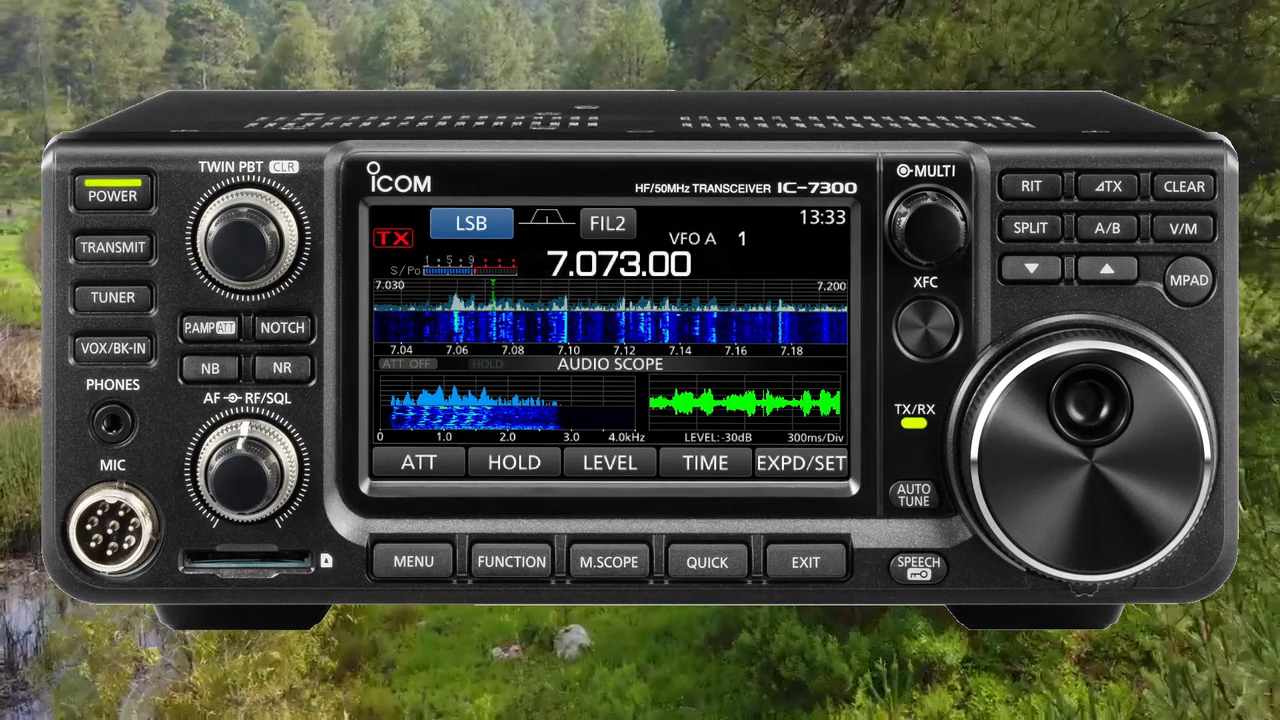 TWIN PBT CLR
POWER
TRANSMIT
TUNER
VOX/BK-IN
PHONES
MIC
P.AMP ATT
NOTCH
NB
NR
AF RF/SQL
ICOM
HF/50MHz TRANSCEIVER IC-7300
LSB
FIL2
13:33
TX
VFO A 1
S/Po 1 5 9
7.073.00
7.030
7.200
7.04 7.06 7.08 7.10 7.12 7.14 7.16 7.18
ATT OFF
HOLD
AUDIO SCOPE
0 1.0 2.0 3.0 4.0kHz
LEVEL:-30dB
300ms/Div
ATT
HOLD
LEVEL
TIME
EXPD/SET
MENU
FUNCTION
M.SCOPE
QUICK
EXIT
MULTI
XFC
TX/RX
AUTO
TUNE
SPEECH
RIT
⊿TX
CLEAR
SPLIT
A/B
V/M
MPAD